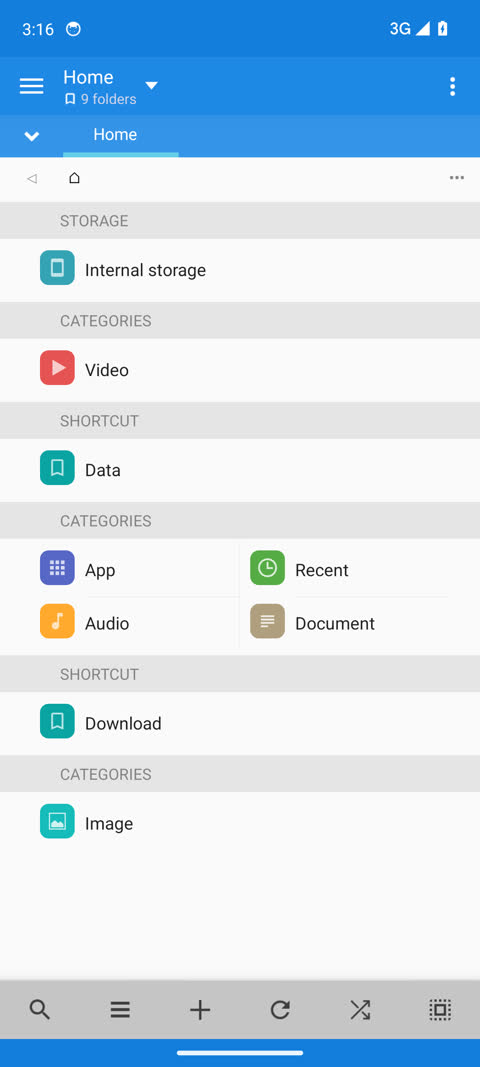 3:16
3G
Home
9 folders
Home
STORAGE
Internal storage
CATEGORIES
Video
SHORTCUT
Data
CATEGORIES
App
Recent
Audio
Document
SHORTCUT
Download
CATEGORIES
Image